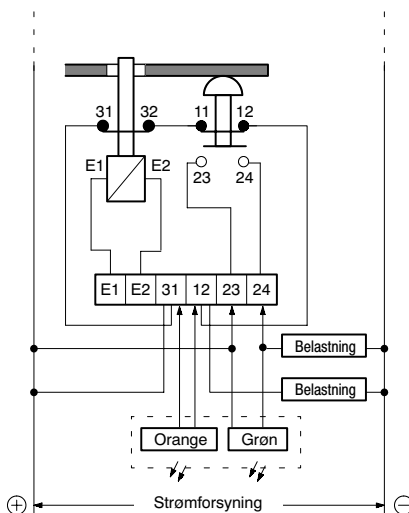 31 32 11 12
E1 E2
23 24
E1 E2 31 12 23 24
Belastning
Belastning
Orange Grøn
+ Strømforsyning −